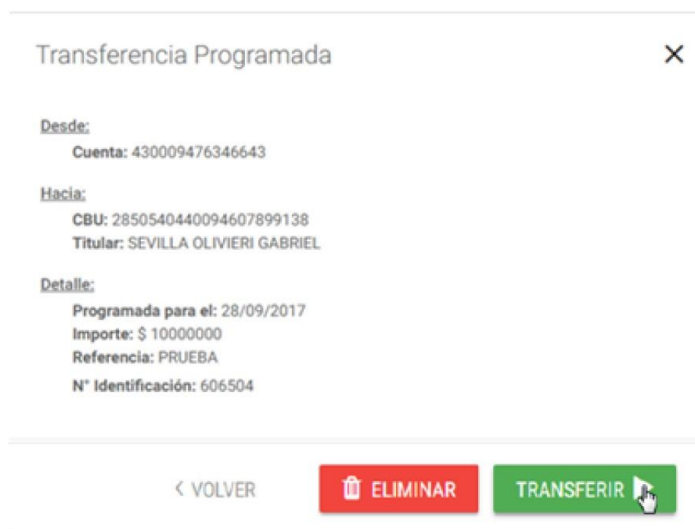 Transferencia Programada
Desde:
Cuenta: 430009476346643
Hacia:
CBU: 2850540440094607899138
Titular: SEVILLA OLIVIERI GABRIEL
Detalle:
Programada para el: 28/09/2017
Importe: $ 10000000
Referencia: PRUEBA
N° Identificación: 606504
VOLVER ELIMINAR TRANSFERIR